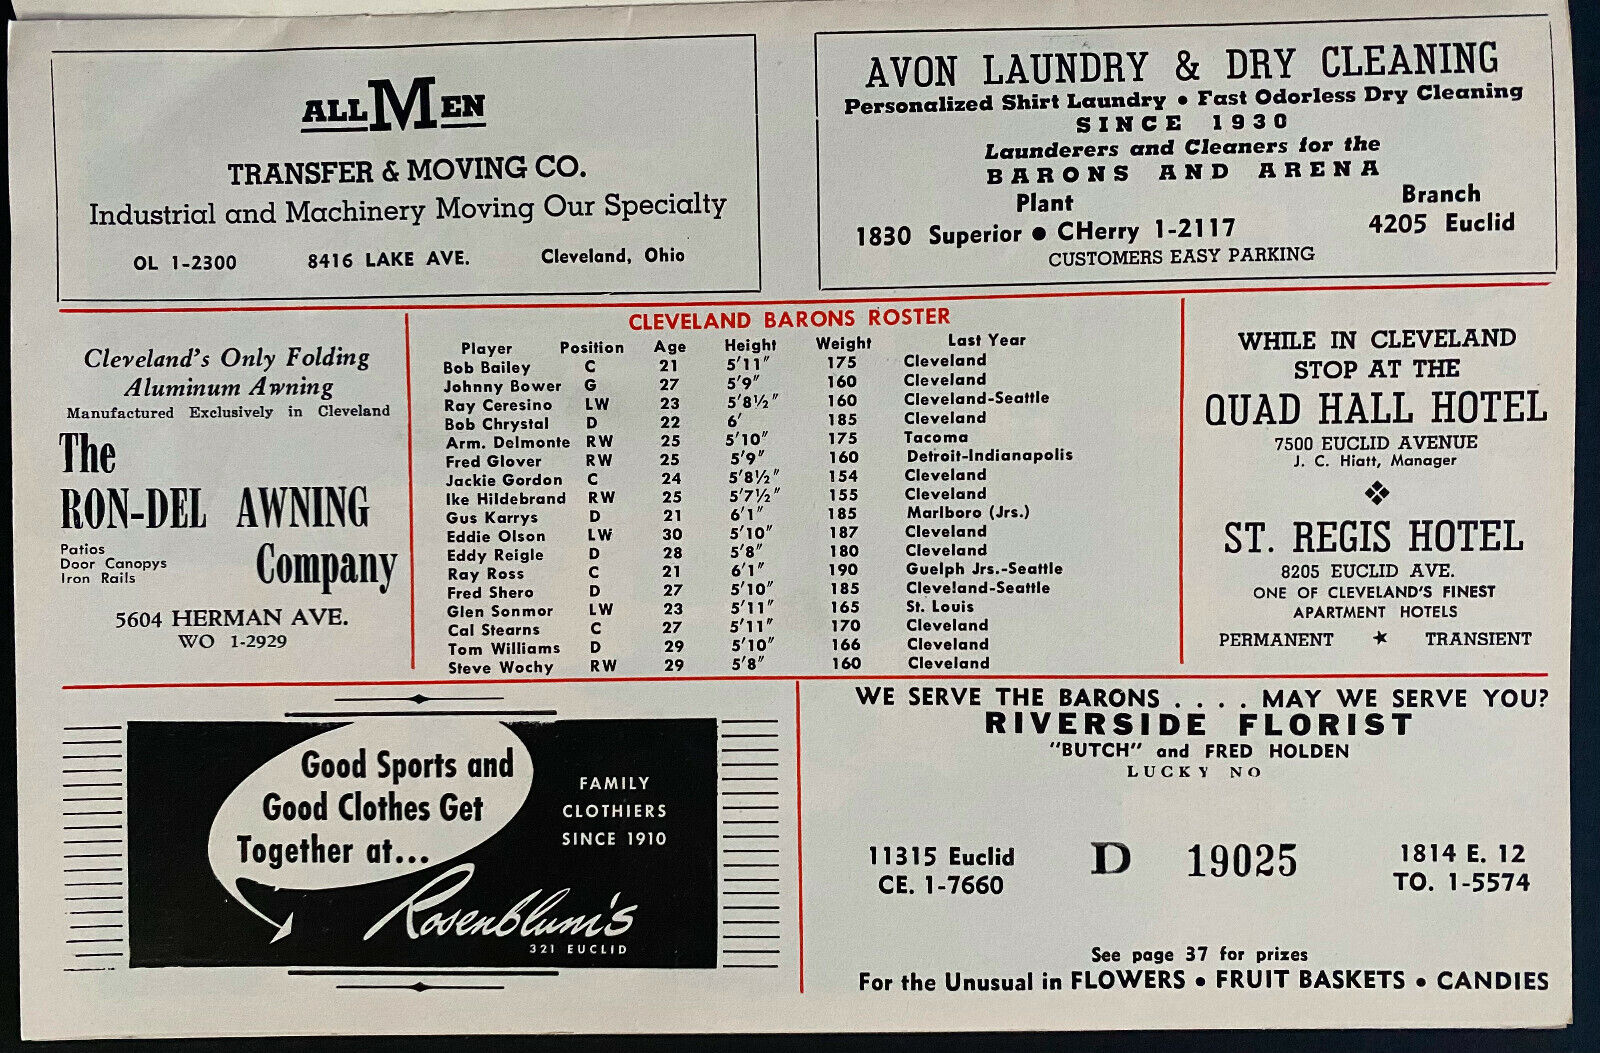 ALL MEN
TRANSFER & MOVING CO.
Industrial and Machinery Moving Our Specialty
OL 1-2300 8416 LAKE AVE. Cleveland, Ohio
AVON LAUNDRY & DRY CLEANING
Personalized Shirt Laundry • Fast Odorless Dry Cleaning
SINCE 1930
Launderers and Cleaners for the
BARONS AND ARENA
Plant Branch
1830 Superior • CHerry 1-2117 4205 Euclid
CUSTOMERS EASY PARKING
Cleveland's Only Folding
Aluminum Awning
Manufactured Exclusively in Cleveland
The
RON-DEL AWNING
Company
Patios
Door Canopys
Iron Rails
5604 HERMAN AVE.
WO 1-2929
CLEVELAND BARONS ROSTER
Player Position Age Height Weight Last Year
Bob Bailey C 21 5'11" 175 Cleveland
Johnny Bower G 27 5'9" 160 Cleveland
Ray Ceresino LW 23 5'8½" 160 Cleveland-Seattle
Bob Chrystal D 22 6' 185 Cleveland
Arm. Delmonte RW 25 5'10" 175 Tacoma
Fred Glover RW 25 5'9" 160 Detroit-Indianapolis
Jackie Gordon C 24 5'8½" 154 Cleveland
Ike Hildebrand RW 25 5'7½" 155 Cleveland
Gus Karrys D 21 6'1" 185 Marlboro (Jrs.)
Eddie Olson LW 30 5'10" 187 Cleveland
Eddy Reigle D 28 5'8" 180 Cleveland
Ray Ross C 21 6'1" 190 Guelph Jrs.-Seattle
Fred Shero D 27 5'10" 185 Cleveland-Seattle
Glen Sonmor LW 23 5'11" 165 St. Louis
Cal Stearns C 27 5'11" 170 Cleveland
Tom Williams D 29 5'10" 166 Cleveland
Steve Wochy RW 29 5'8" 160 Cleveland
WHILE IN CLEVELAND
STOP AT THE
QUAD HALL HOTEL
7500 EUCLID AVENUE
J. C. Hiatt, Manager
ST. REGIS HOTEL
8205 EUCLID AVE.
ONE OF CLEVELAND'S FINEST
APARTMENT HOTELS
PERMANENT ★ TRANSIENT
Good Sports and
Good Clothes Get
Together at...
FAMILY
CLOTHIERS
SINCE 1910
Rosenblum's
321 EUCLID
WE SERVE THE BARONS . . . . MAY WE SERVE YOU?
RIVERSIDE FLORIST
"BUTCH" and FRED HOLDEN
LUCKY NO
11315 Euclid D 19025 1814 E. 12
CE. 1-7660 TO. 1-5574
See page 37 for prizes
For the Unusual in FLOWERS • FRUIT BASKETS • CANDIES